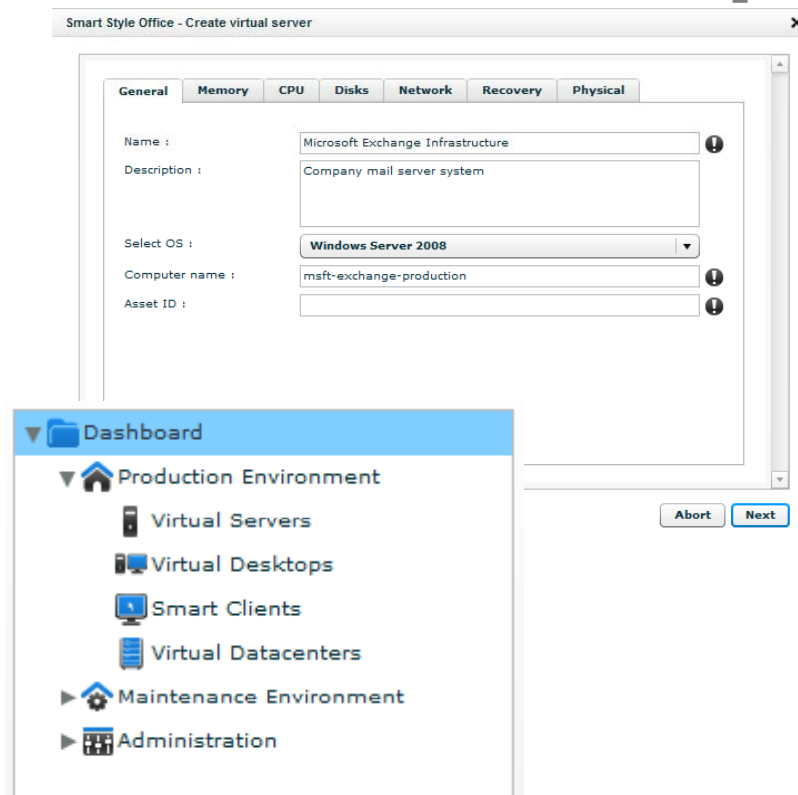 Smart Style Office - Create virtual server
General Memory CPU Disks Network Recovery Physical
Name : Microsoft Exchange Infrastructure
Description : Company mail server system
Select OS : Windows Server 2008
Computer name : msft-exchange-production
Asset ID :
Abort Next
Dashboard
Production Environment
Virtual Servers
Virtual Desktops
Smart Clients
Virtual Datacenters
Maintenance Environment
Administration